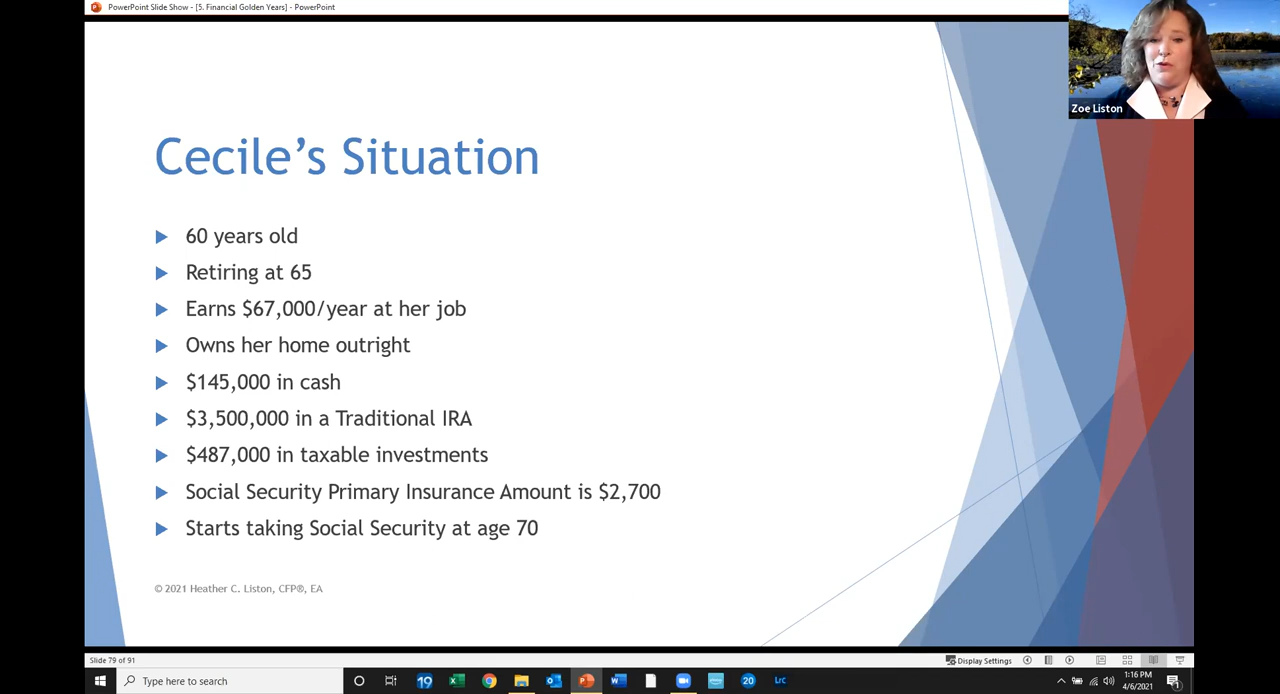 PowerPoint Slide Show - [5. Financial Golden Years] - PowerPoint
Zoe Liston
Cecile's Situation
60 years old
Retiring at 65
Earns $67,000/year at her job
Owns her home outright
$145,000 in cash
$3,500,000 in a Traditional IRA
$487,000 in taxable investments
Social Security Primary Insurance Amount is $2,700
Starts taking Social Security at age 70
© 2021 Heather C. Liston, CFP®, EA
Slide 79 of 91
Display Settings
Type here to search
19
20
Lrc
1:16 PM
4/6/2021
1